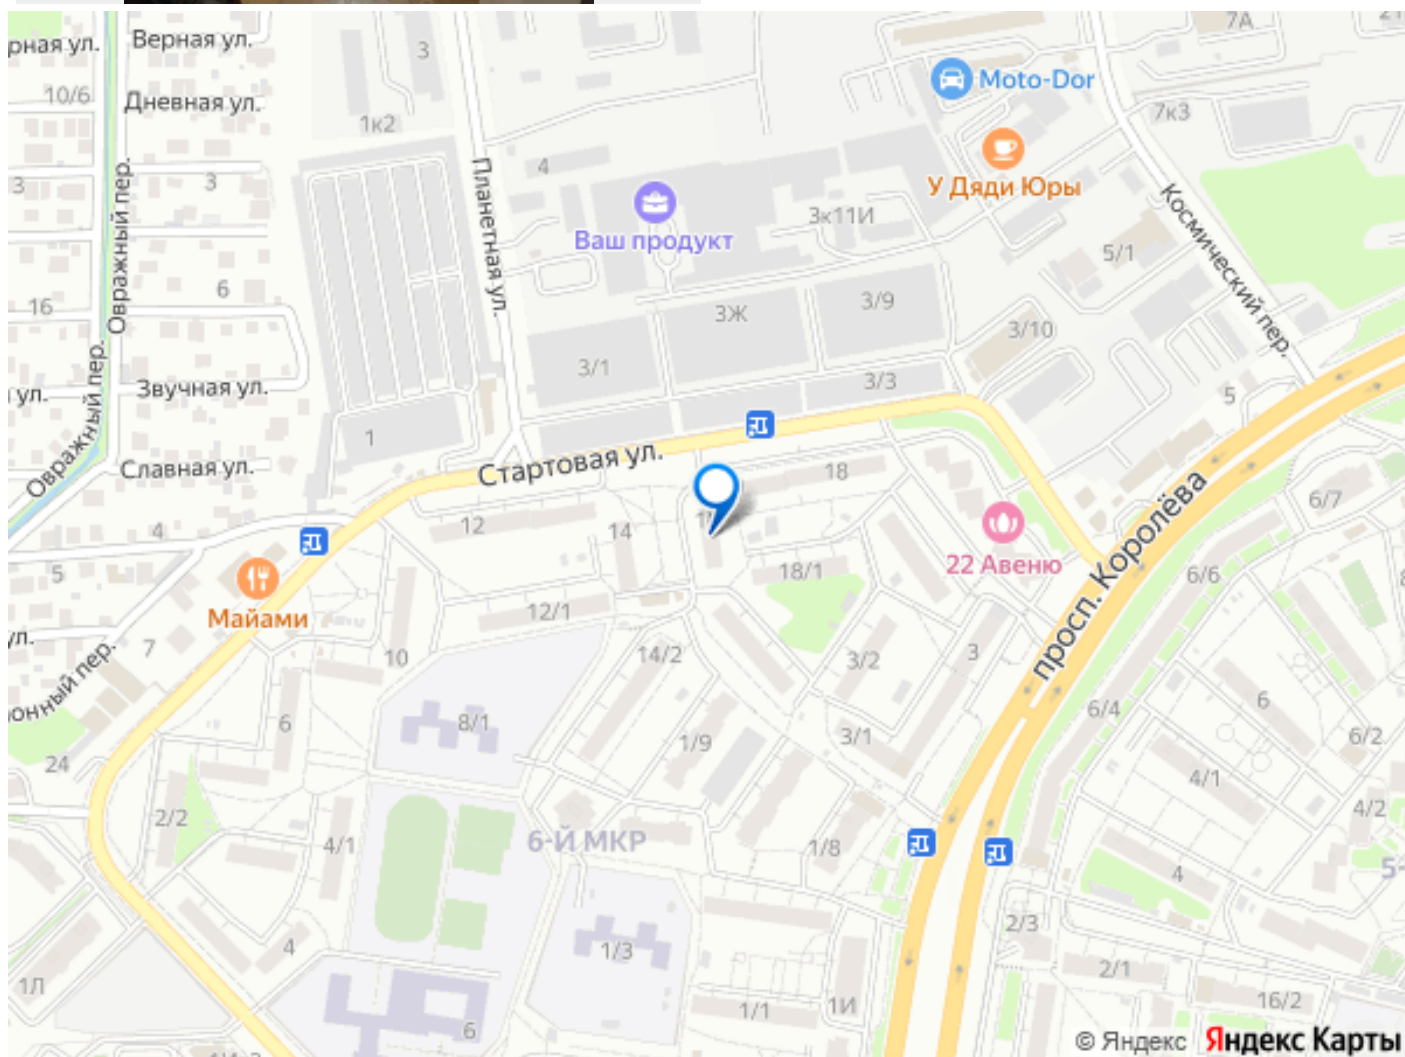 рная ул.
Верная ул.
3
7А
10/6
Дневная ул.
1к2
Moto-Dor
7к3
3
3
Овражный пер.
Планетная ул.
4
Ваш продукт
3к11И
У Дяди Юры
Космический пер.
5/1
16
6
3Ж
3/9
3/10
Овражный пер.
ул.
Звучная ул.
3/1
3/3
5
1
Славная ул.
Стартовая ул.
18
12
14
4
5
Майами
12/1
18/1
22 Авеню
просп. Королёва
6/7
6/6
ул.
7
онный пер.
10
14/2
3/2
3
6
8/1
1/9
3/1
6/4
6
6/2
24
2/2
4/1
6-Й МКР
1/8
4/1
4/2
4
5-
4
1/3
2/3
1Л
6
1/1
1И
2/1
16/2
© Яндекс Яндекс Карты